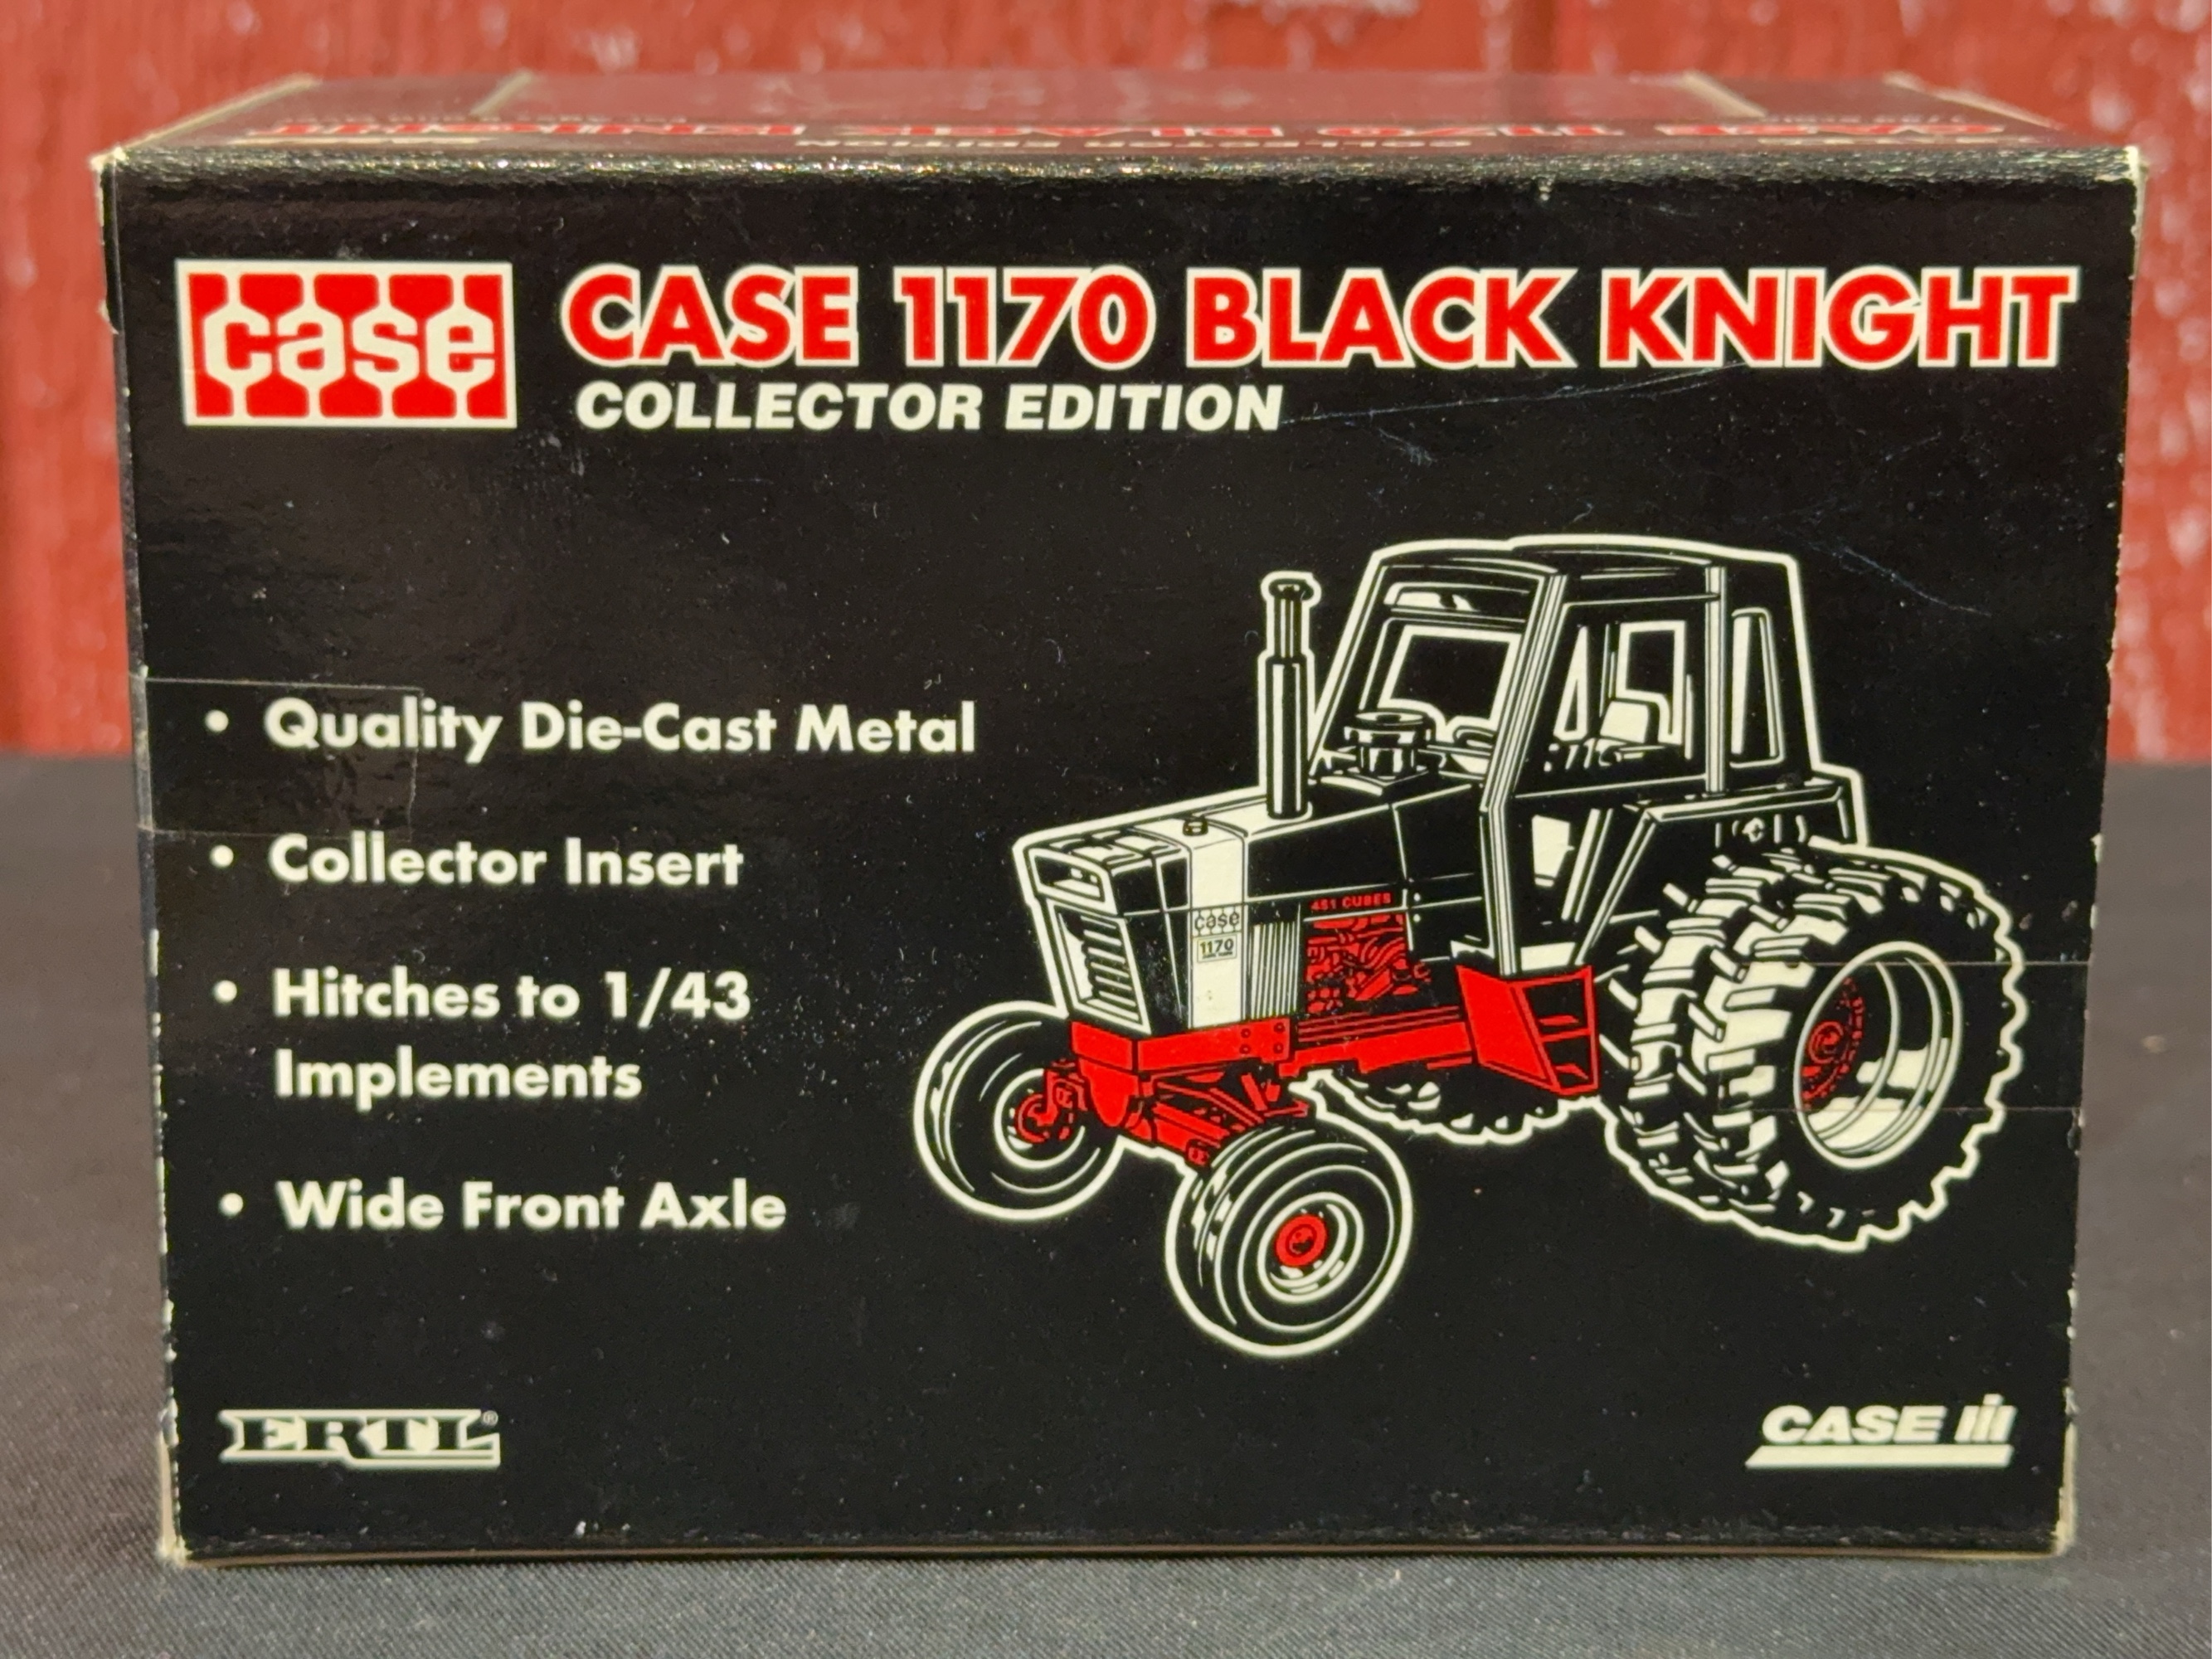 case
CASE 1170 BLACK KNIGHT
COLLECTOR EDITION
• Quality Die-Cast Metal
• Collector Insert
• Hitches to 1/43
Implements
• Wide Front Axle
451 CUBES
case
1170
ERTL®
CASE IH